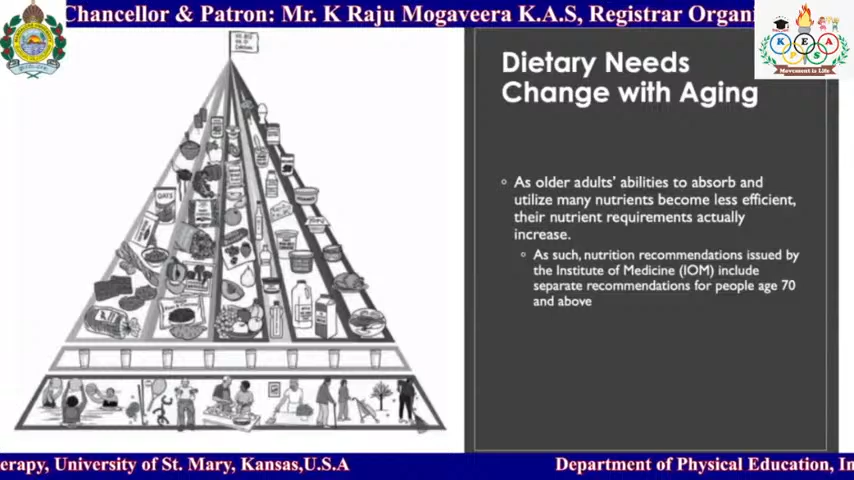 Chancellor & Patron: Mr. K Raju Mogaveera K.A.S, Registrar Organi
K E A
P S
Movement is Life
Dietary Needs
Change with Aging
As older adults' abilities to absorb and
utilize many nutrients become less efficient,
their nutrient requirements actually
increase.
As such, nutrition recommendations issued by
the Institute of Medicine (IOM) include
separate recommendations for people age 70
and above
OATS
erapy, University of St. Mary, Kansas,U.S.A
Department of Physical Education, In